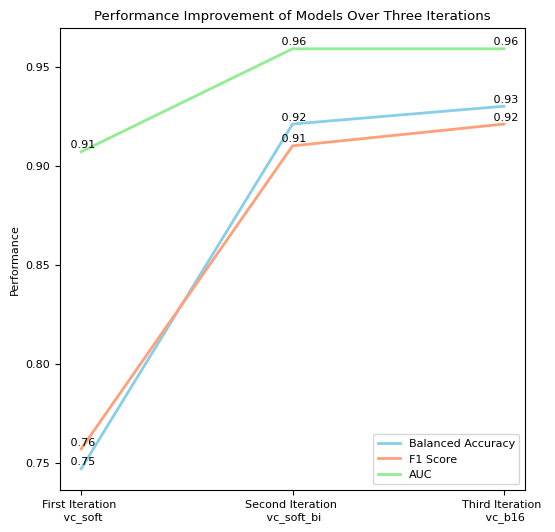 Performance Improvement of Models Over Three Iterations
Performance
0.95
0.90
0.85
0.80
0.75
0.91
0.96
0.96
0.92
0.93
0.91
0.92
0.76
0.75
Balanced Accuracy
F1 Score
AUC
First Iteration
vc_soft
Second Iteration
vc_soft_bi
Third Iteration
vc_b16